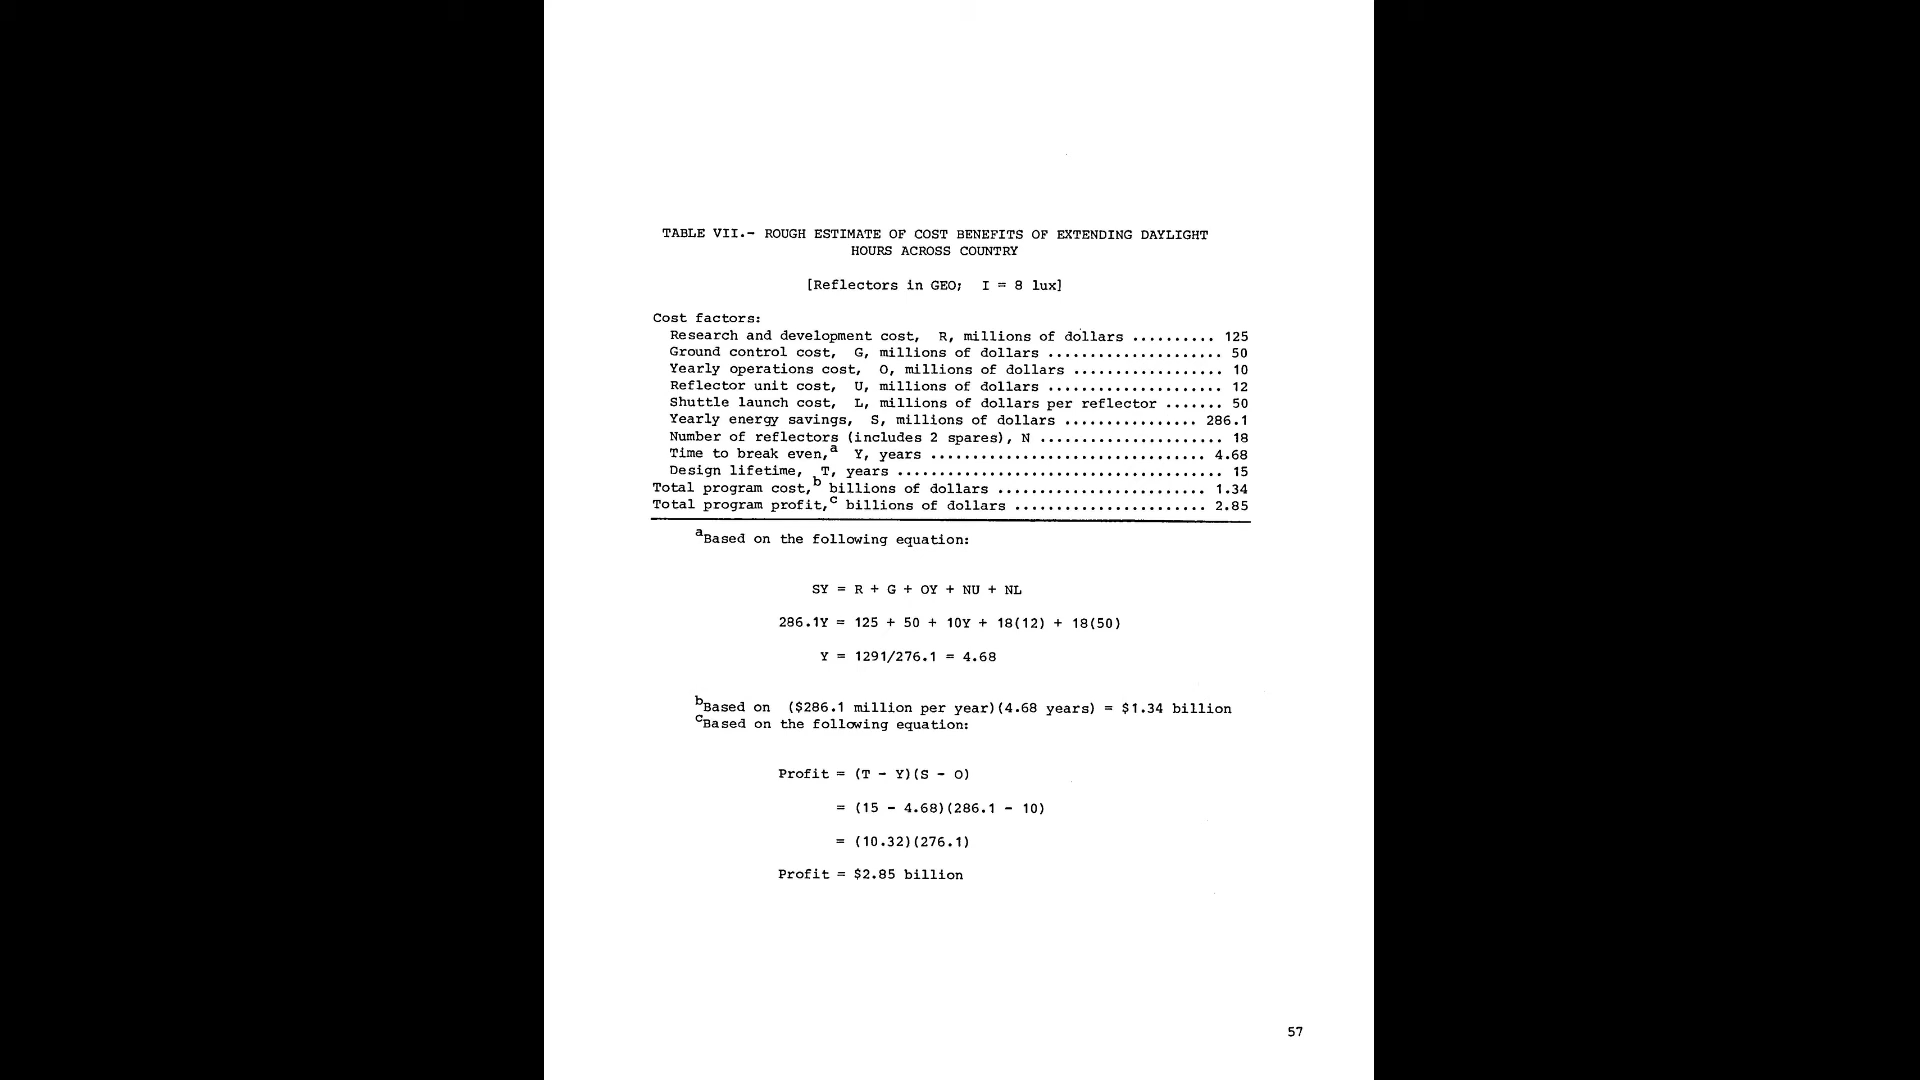 TABLE VII.- ROUGH ESTIMATE OF COST BENEFITS OF EXTENDING DAYLIGHT
HOURS ACROSS COUNTRY
[Reflectors in GEO; I = 8 lux]
Cost factors:
Research and development cost, R, millions of dollars .......... 125
Ground control cost, G, millions of dollars ..................... 50
Yearly operations cost, O, millions of dollars .................. 10
Reflector unit cost, U, millions of dollars ..................... 12
Shuttle launch cost, L, millions of dollars per reflector ....... 50
Yearly energy savings, S, millions of dollars ................ 286.1
Number of reflectors (includes 2 spares), N ...................... 18
Time to break even,a Y, years ................................. 4.68
Design lifetime, T, years ....................................... 15
Total program cost,b billions of dollars ......................... 1.34
Total program profit,c billions of dollars ....................... 2.85
aBased on the following equation:
SY = R + G + OY + NU + NL
286.1Y = 125 + 50 + 10Y + 18(12) + 18(50)
Y = 1291/276.1 = 4.68
bBased on ($286.1 million per year)(4.68 years) = $1.34 billion
cBased on the following equation:
Profit = (T - Y)(S - O)
= (15 - 4.68)(286.1 - 10)
= (10.32)(276.1)
Profit = $2.85 billion
57